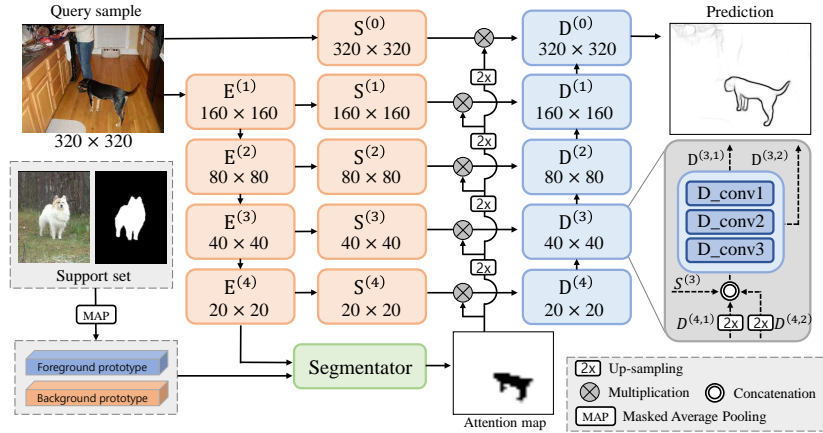 Query sample
320 × 320
Support set
MAP
Foreground prototype
Background prototype
E(1)
160 × 160
E(2)
80 × 80
E(3)
40 × 40
E(4)
20 × 20
S(0)
320 × 320
S(1)
160 × 160
S(2)
80 × 80
S(3)
40 × 40
S(4)
20 × 20
Segmentator
2x
2x
2x
2x
Attention map
D(0)
320 × 320
D(1)
160 × 160
D(2)
80 × 80
D(3)
40 × 40
D(4)
20 × 20
2x
Prediction
D(3,1)
D(3,2)
D_conv1
D_conv2
D_conv3
S(3)
D(4,1)
2x
2x
D(4,2)
2x Up-sampling
Multiplication
Concatenation
MAP Masked Average Pooling